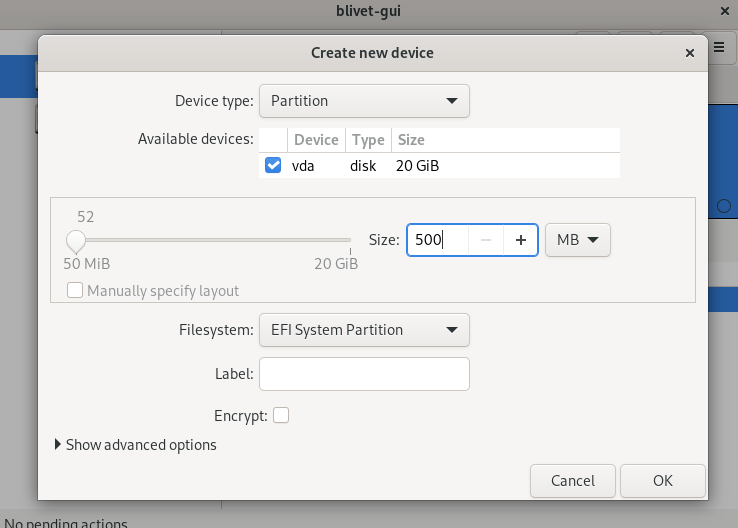 blivet-gui
Create new device
Device type: Partition
Available devices: Device Type Size
vda disk 20 GiB
52
Size: 500 MB
50 MiB 20 GiB
Manually specify layout
Filesystem: EFI System Partition
Label:
Encrypt:
Show advanced options
Cancel OK
No pending actions